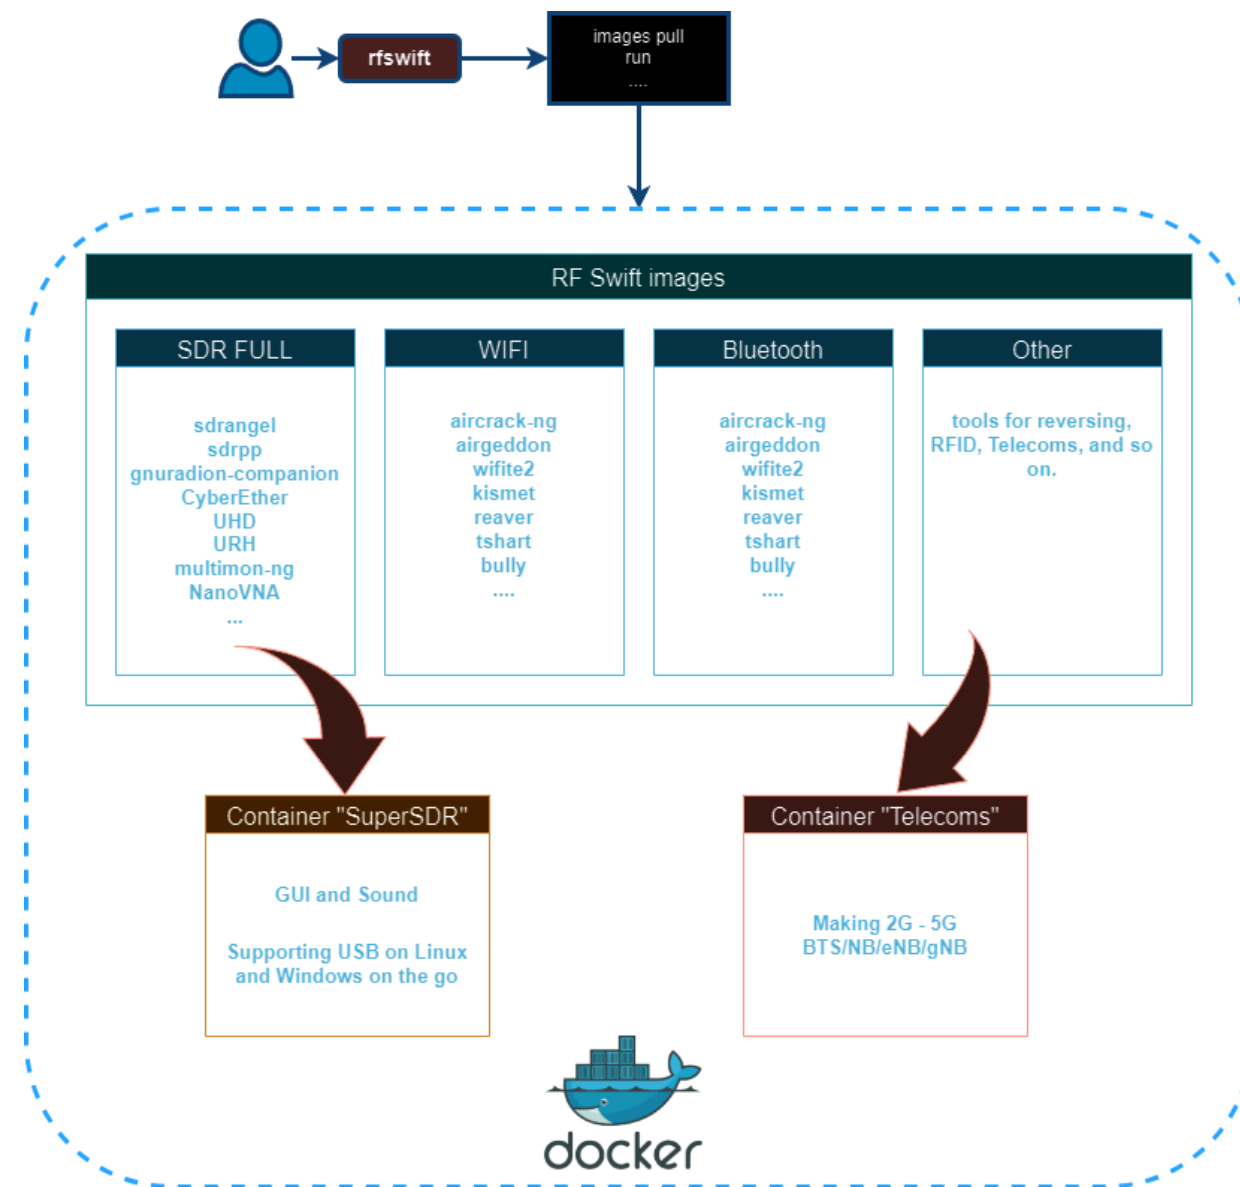 rfswift
images pull
run
....
RF Swift images
SDR FULL
sdrangel
sdrpp
gnuradion-companion
CyberEther
UHD
URH
multimon-ng
NanoVNA
...
WIFI
aircrack-ng
airgeddon
wifite2
kismet
reaver
tshart
bully
....
Bluetooth
aircrack-ng
airgeddon
wifite2
kismet
reaver
tshart
bully
....
Other
tools for reversing,
RFID, Telecoms, and so
on.
Container "SuperSDR"
GUI and Sound
Supporting USB on Linux
and Windows on the go
Container "Telecoms"
Making 2G - 5G
BTS/NB/eNB/gNB
docker